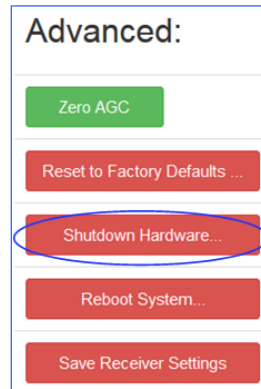 Advanced:
Zero AGC
Reset to Factory Defaults ...
Shutdown Hardware...
Reboot System...
Save Receiver Settings